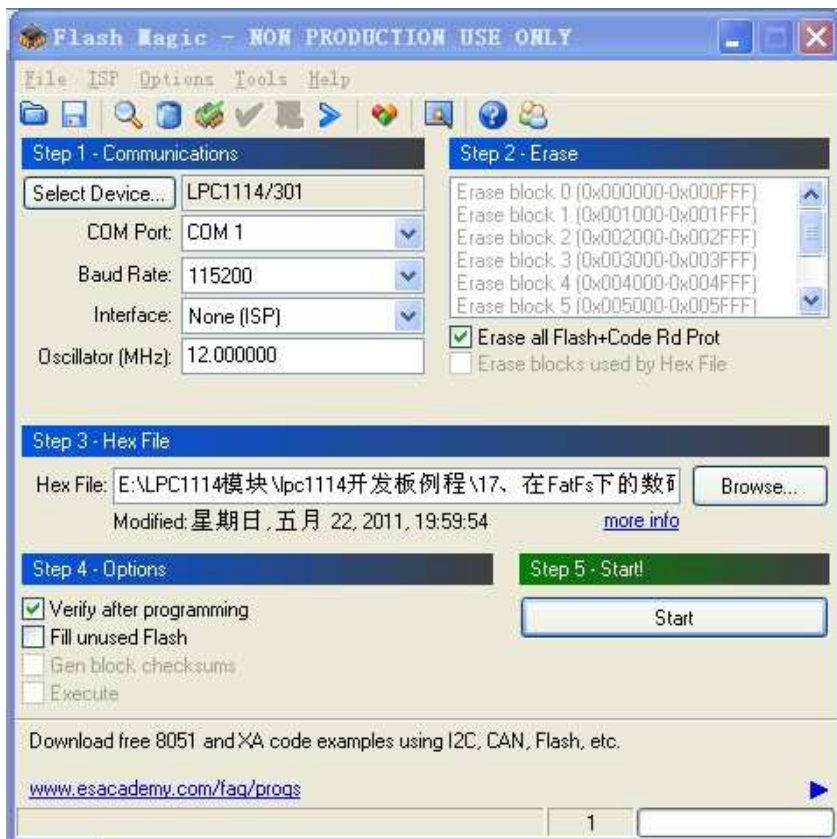 Flash Magic - NON PRODUCTION USE ONLY
File ISP Options Tools Help
Step 1 - Communications
Select Device... LPC1114/301
COM Port: COM 1
Baud Rate: 115200
Interface: None (ISP)
Oscillator (MHz): 12.000000
Step 2 - Erase
Erase block 0 (0x000000-0x000FFF)
Erase block 1 (0x001000-0x001FFF)
Erase block 2 (0x002000-0x002FFF)
Erase block 3 (0x003000-0x003FFF)
Erase block 4 (0x004000-0x004FFF)
Erase block 5 (0x005000-0x005FFF)
Erase all Flash+Code Rd Prot
Erase blocks used by Hex File
Step 3 - Hex File
Hex File: E:\LPC1114模块\lpc1114开发板例程\17、在FatFs下的数码 Browse...
Modified: 星期日, 五月 22, 2011, 19:59:54 more info
Step 4 - Options
Verify after programming
Fill unused Flash
Gen block checksums
Execute
Step 5 - Start!
Start
Download free 8051 and XA code examples using I2C, CAN, Flash, etc.
www.esacademy.com/faq/progs
1